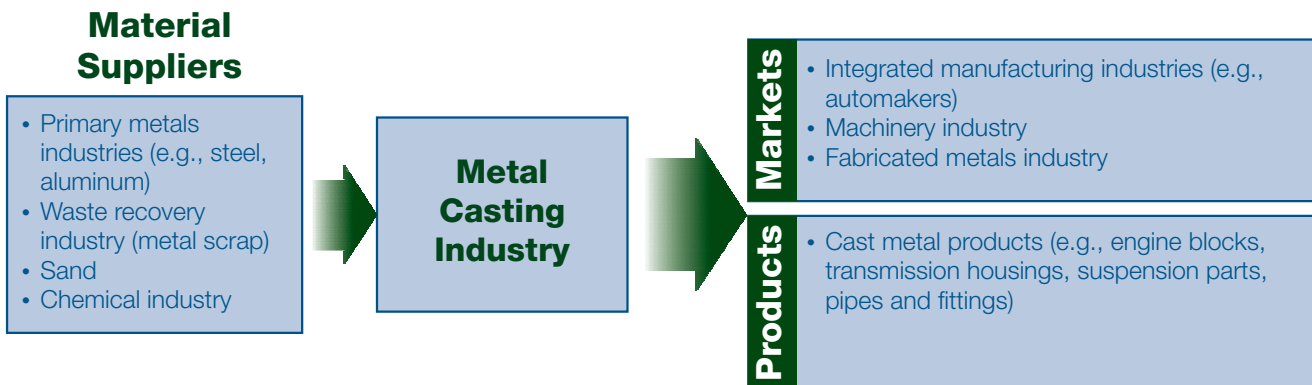 Material
Suppliers
• Primary metals
industries (e.g., steel,
aluminum)
• Waste recovery
industry (metal scrap)
• Sand
• Chemical industry
Metal
Casting
Industry
Markets
• Integrated manufacturing industries (e.g.,
automakers)
• Machinery industry
• Fabricated metals industry
Products
• Cast metal products (e.g., engine blocks,
transmission housings, suspension parts,
pipes and fittings)